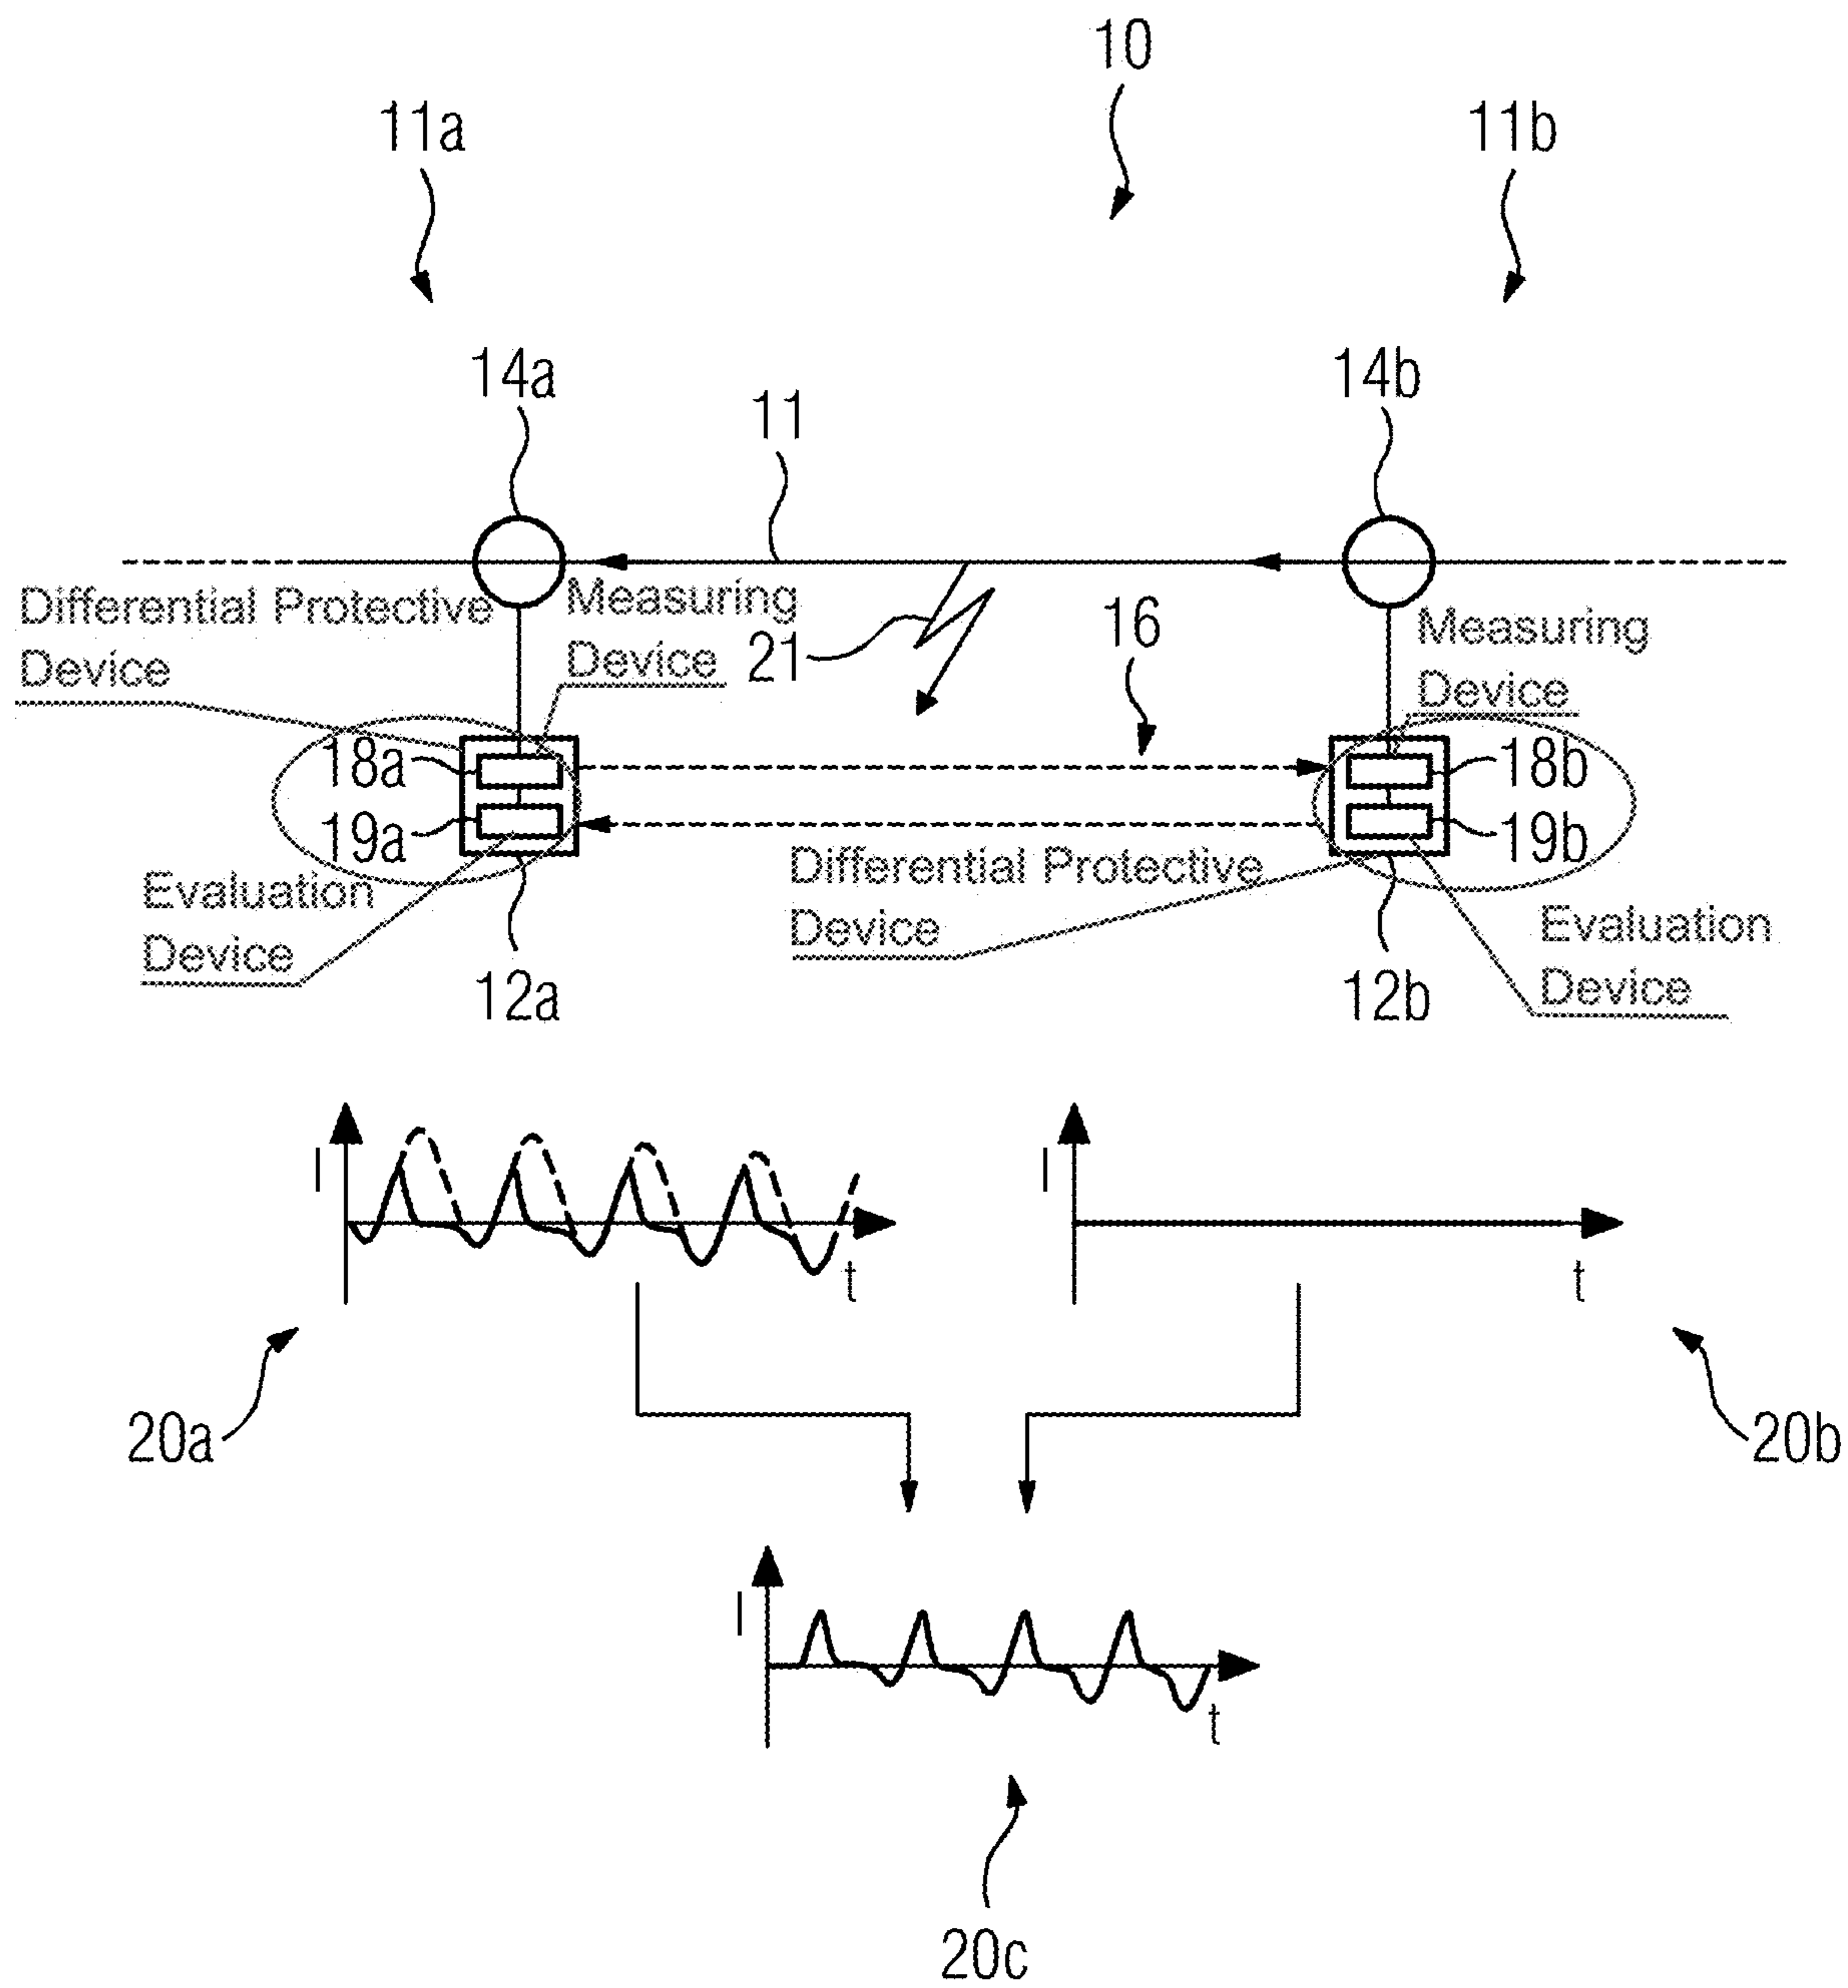 10
11a
11b
14a
14b
11
Differential Protective
Device
Measuring
Device
21
16
Measuring
Device
18a
18b
19a
19b
Evaluation
Device
Differential Protective
Device
Evaluation
Device
12a
12b
I
t
I
t
20a
20b
I
t
20c